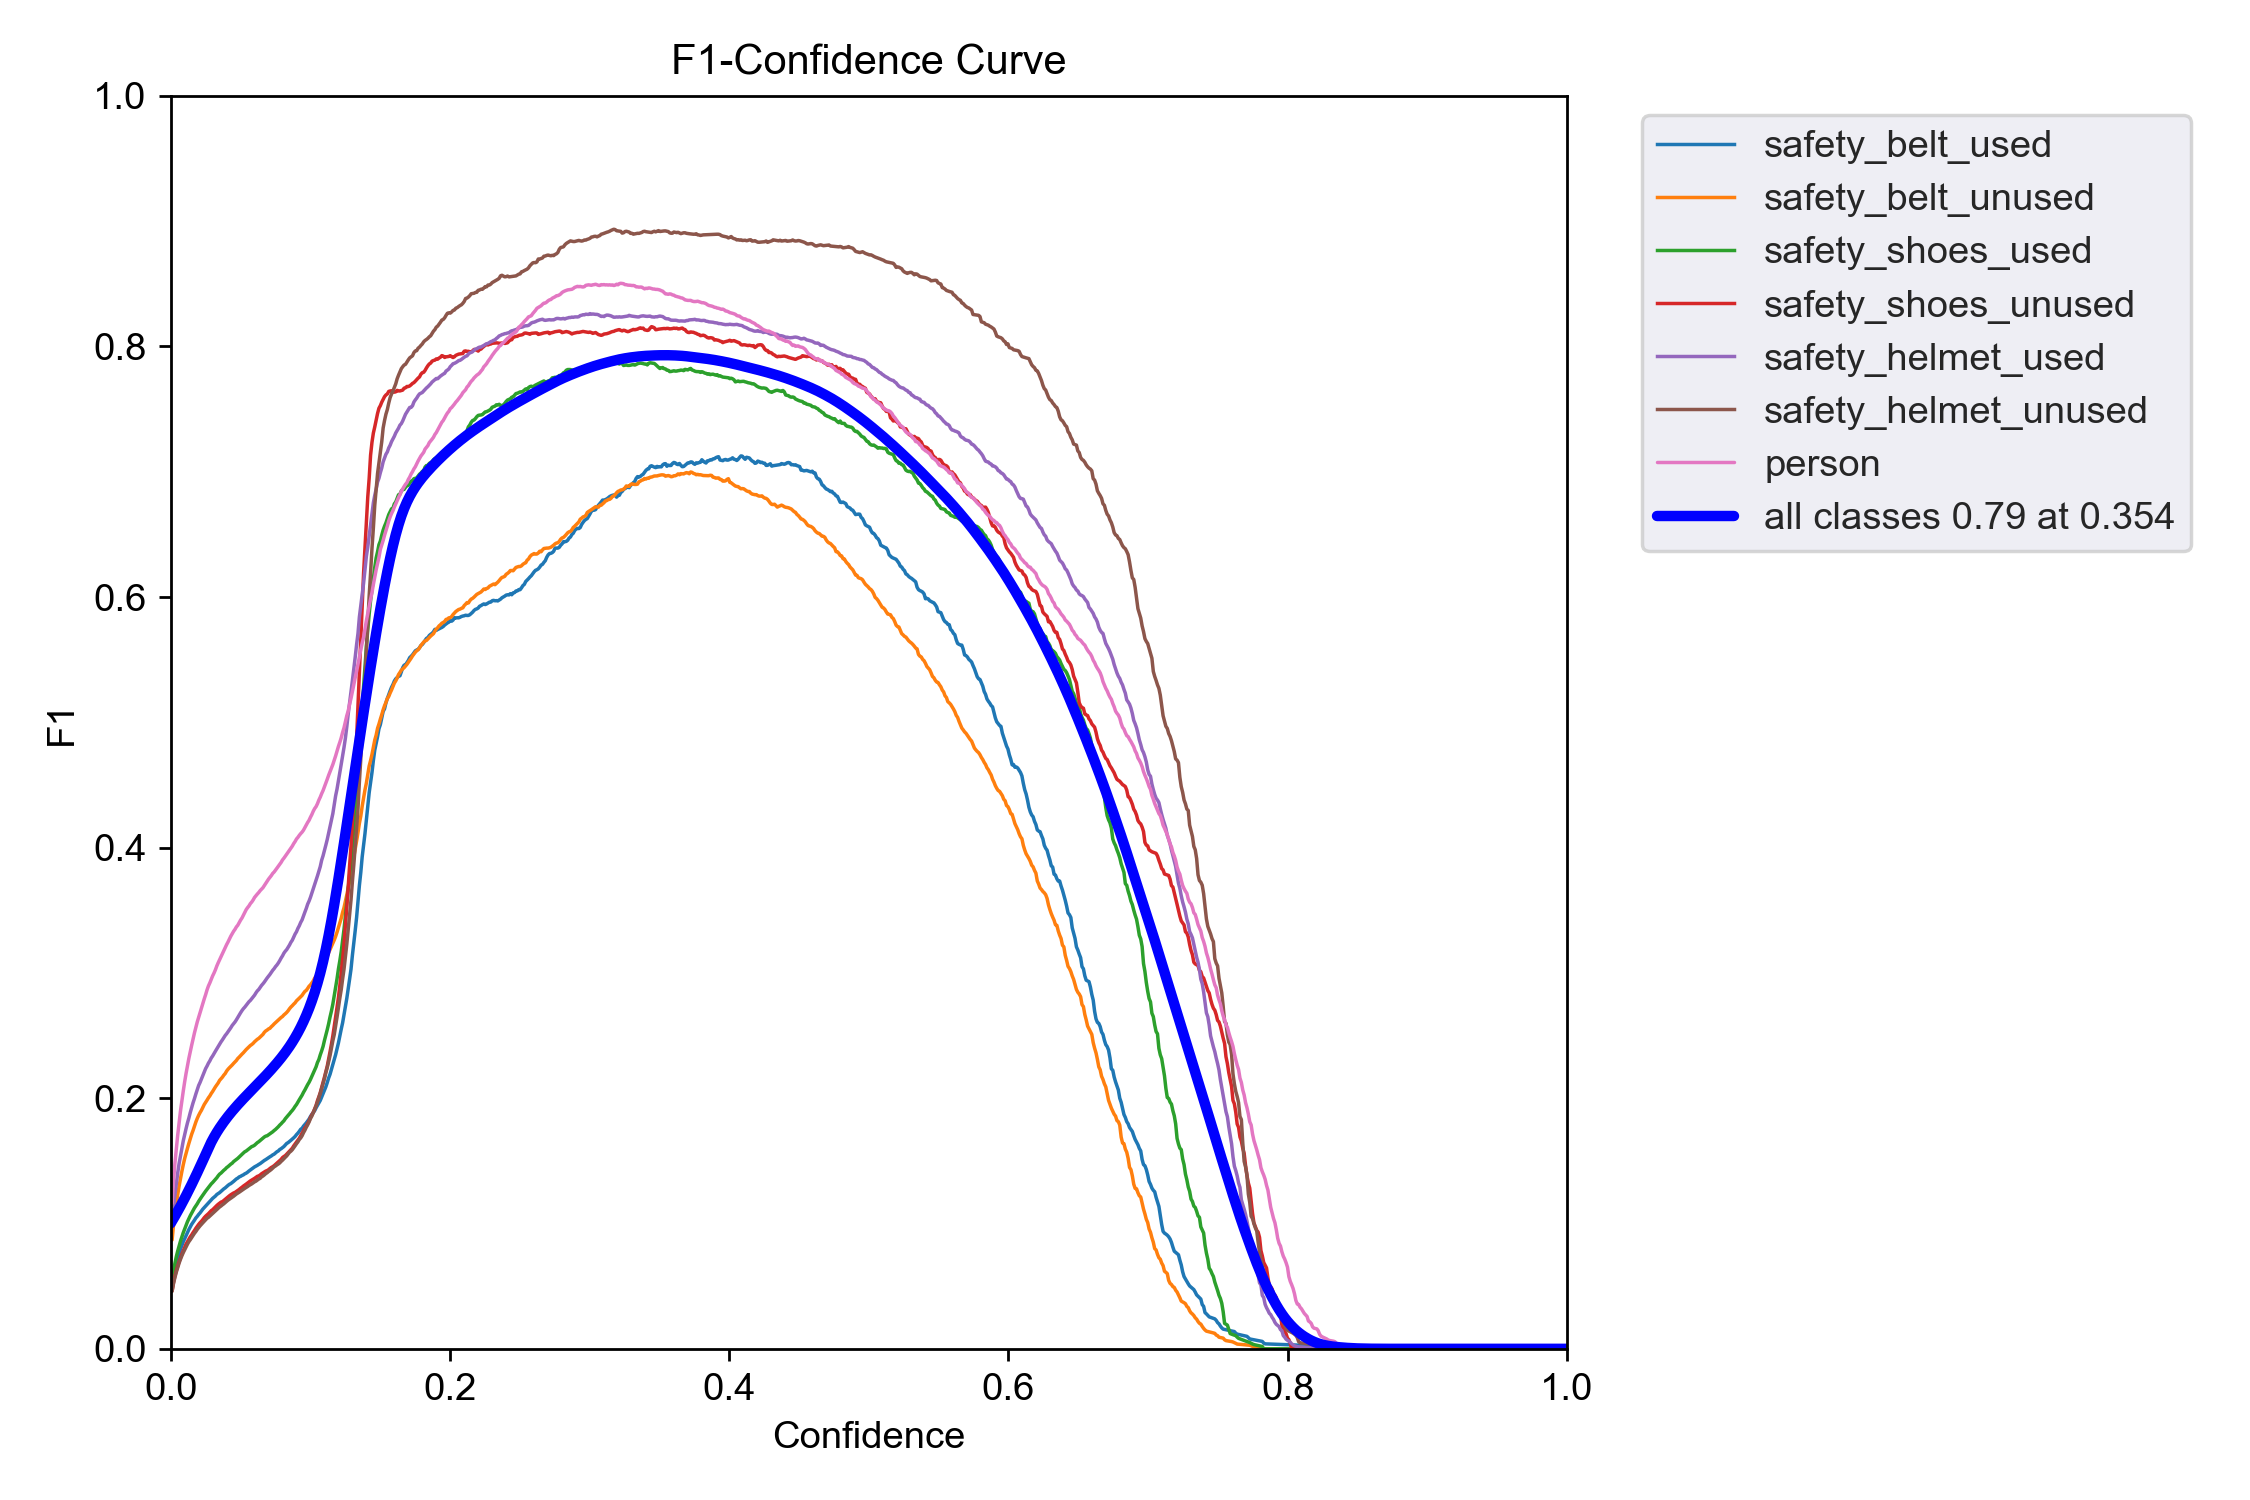 F1-Confidence Curve
1.0
0.8
0.6
0.4
0.2
0.0
F1
0.0 0.2 0.4 0.6 0.8 1.0
Confidence
safety_belt_used
safety_belt_unused
safety_shoes_used
safety_shoes_unused
safety_helmet_used
safety_helmet_unused
person
all classes 0.79 at 0.354